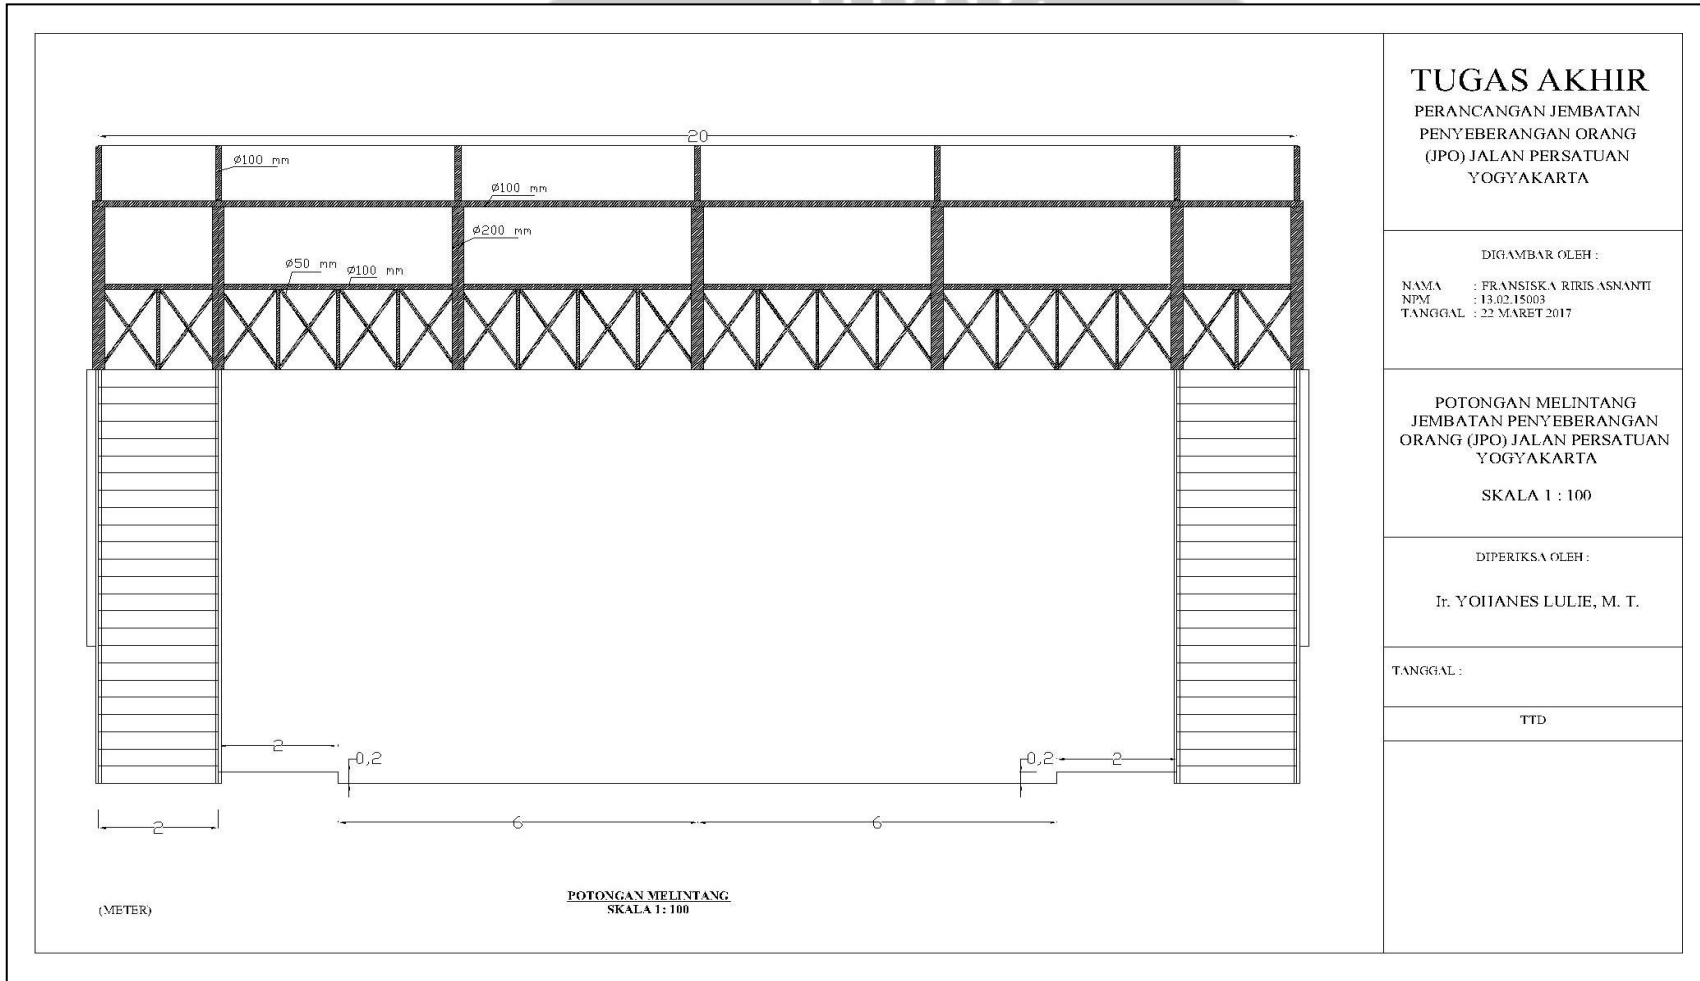 20
ø100 mm
ø100 mm
ø200 mm
ø50 mm
ø100 mm
2
0,2
0,2
2
2
6
6
(METER)
POTONGAN MELINTANG
SKALA 1 : 100
TUGAS AKHIR
PERANCANGAN JEMBATAN
PENYEBERANGAN ORANG
(JPO) JALAN PERSATUAN
YOGYAKARTA
DIGAMBAR OLEH :
NAMA : FRANSISKA RIRIS ASNANTI
NPM : 13.02.15003
TANGGAL : 22 MARET 2017
POTONGAN MELINTANG
JEMBATAN PENYEBERANGAN
ORANG (JPO) JALAN PERSATUAN
YOGYAKARTA
SKALA 1 : 100
DIPERIKSA OLEH :
Ir. YOHANES LULIE, M. T.
TANGGAL :
TTD